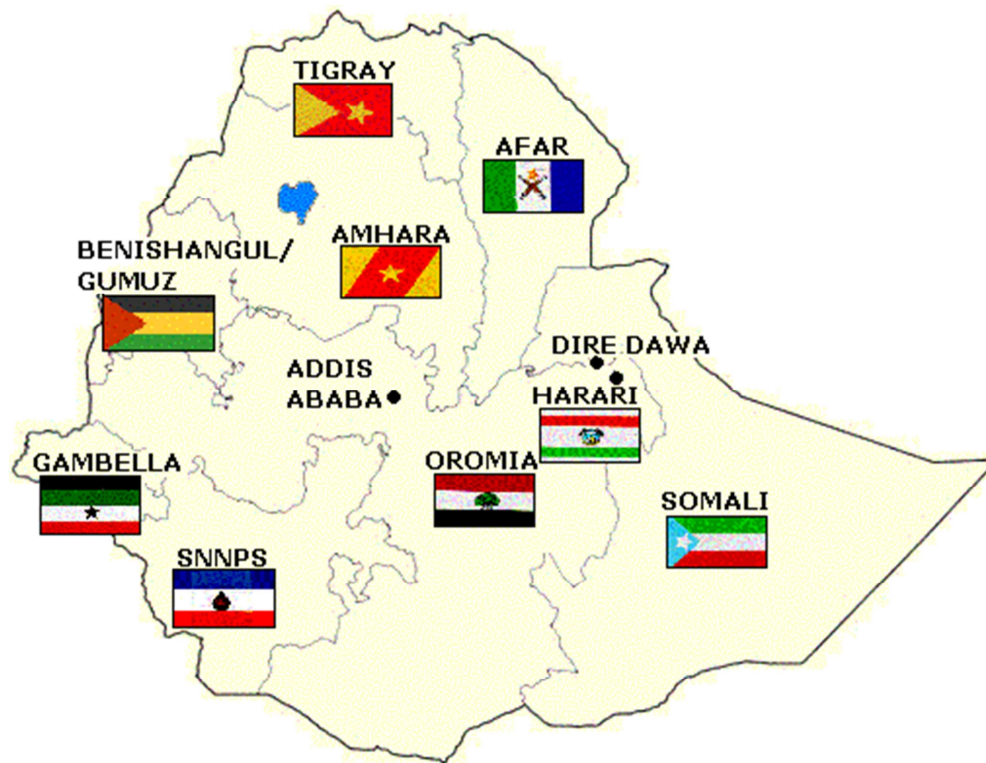 TIGRAY
AFAR
AMHARA
BENISHANGUL/
GUMUZ
DIRE DAWA
ADDIS
ABABA
HARARI
GAMBELLA
OROMIA
SOMALI
SNNPS